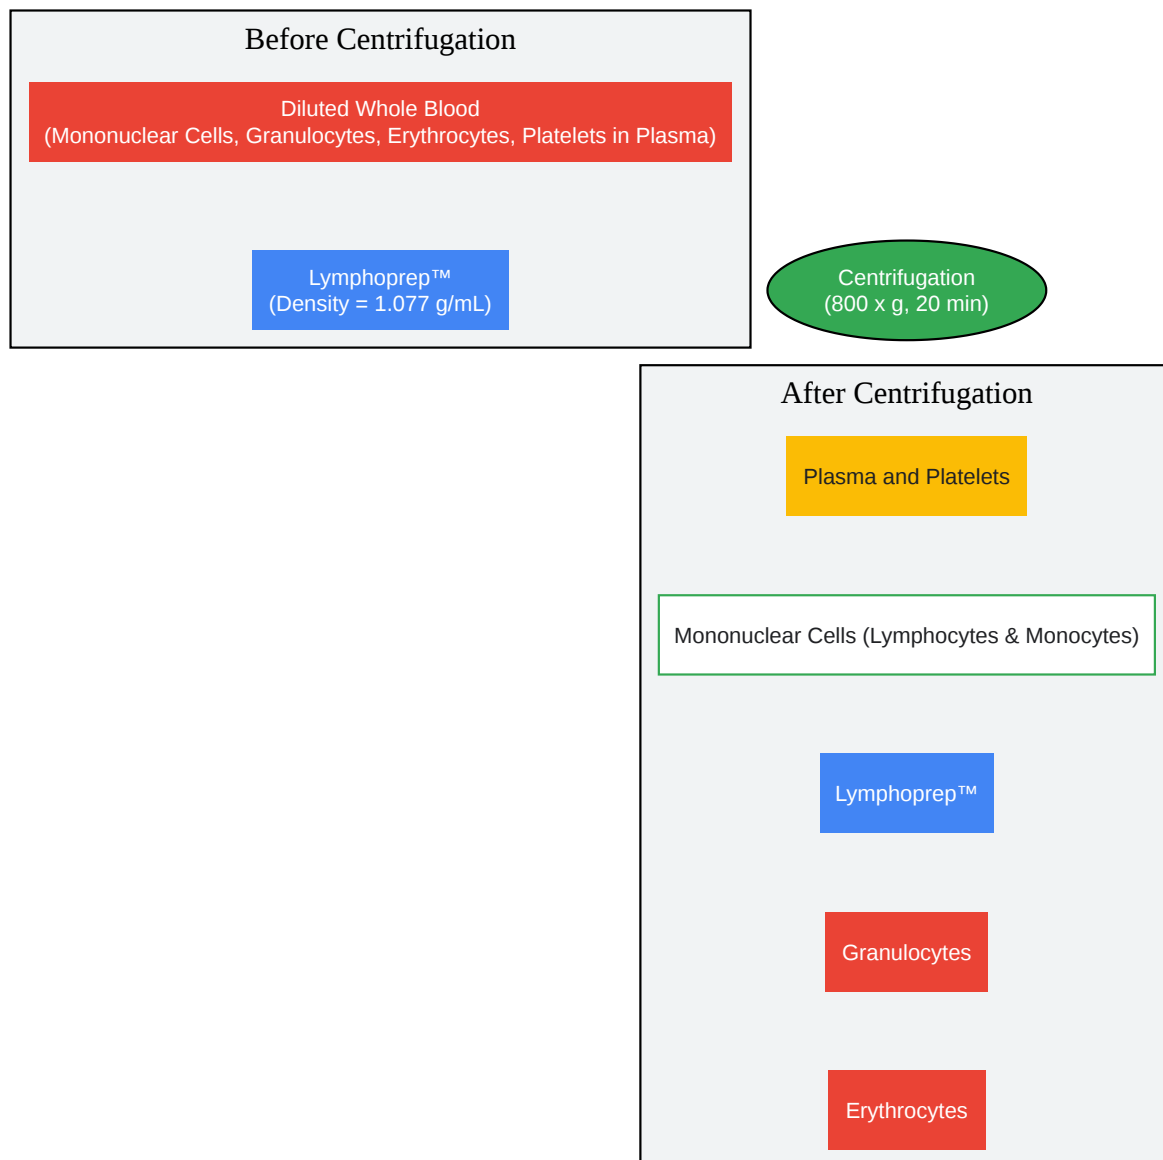 Before Centrifugation
Diluted Whole Blood
(Mononuclear Cells, Granulocytes, Erythrocytes, Platelets in Plasma)
Lymphoprep™
(Density = 1.077 g/mL)
Centrifugation
(800 x g, 20 min)
After Centrifugation
Plasma and Platelets
Mononuclear Cells (Lymphocytes & Monocytes)
Lymphoprep™
Granulocytes
Erythrocytes